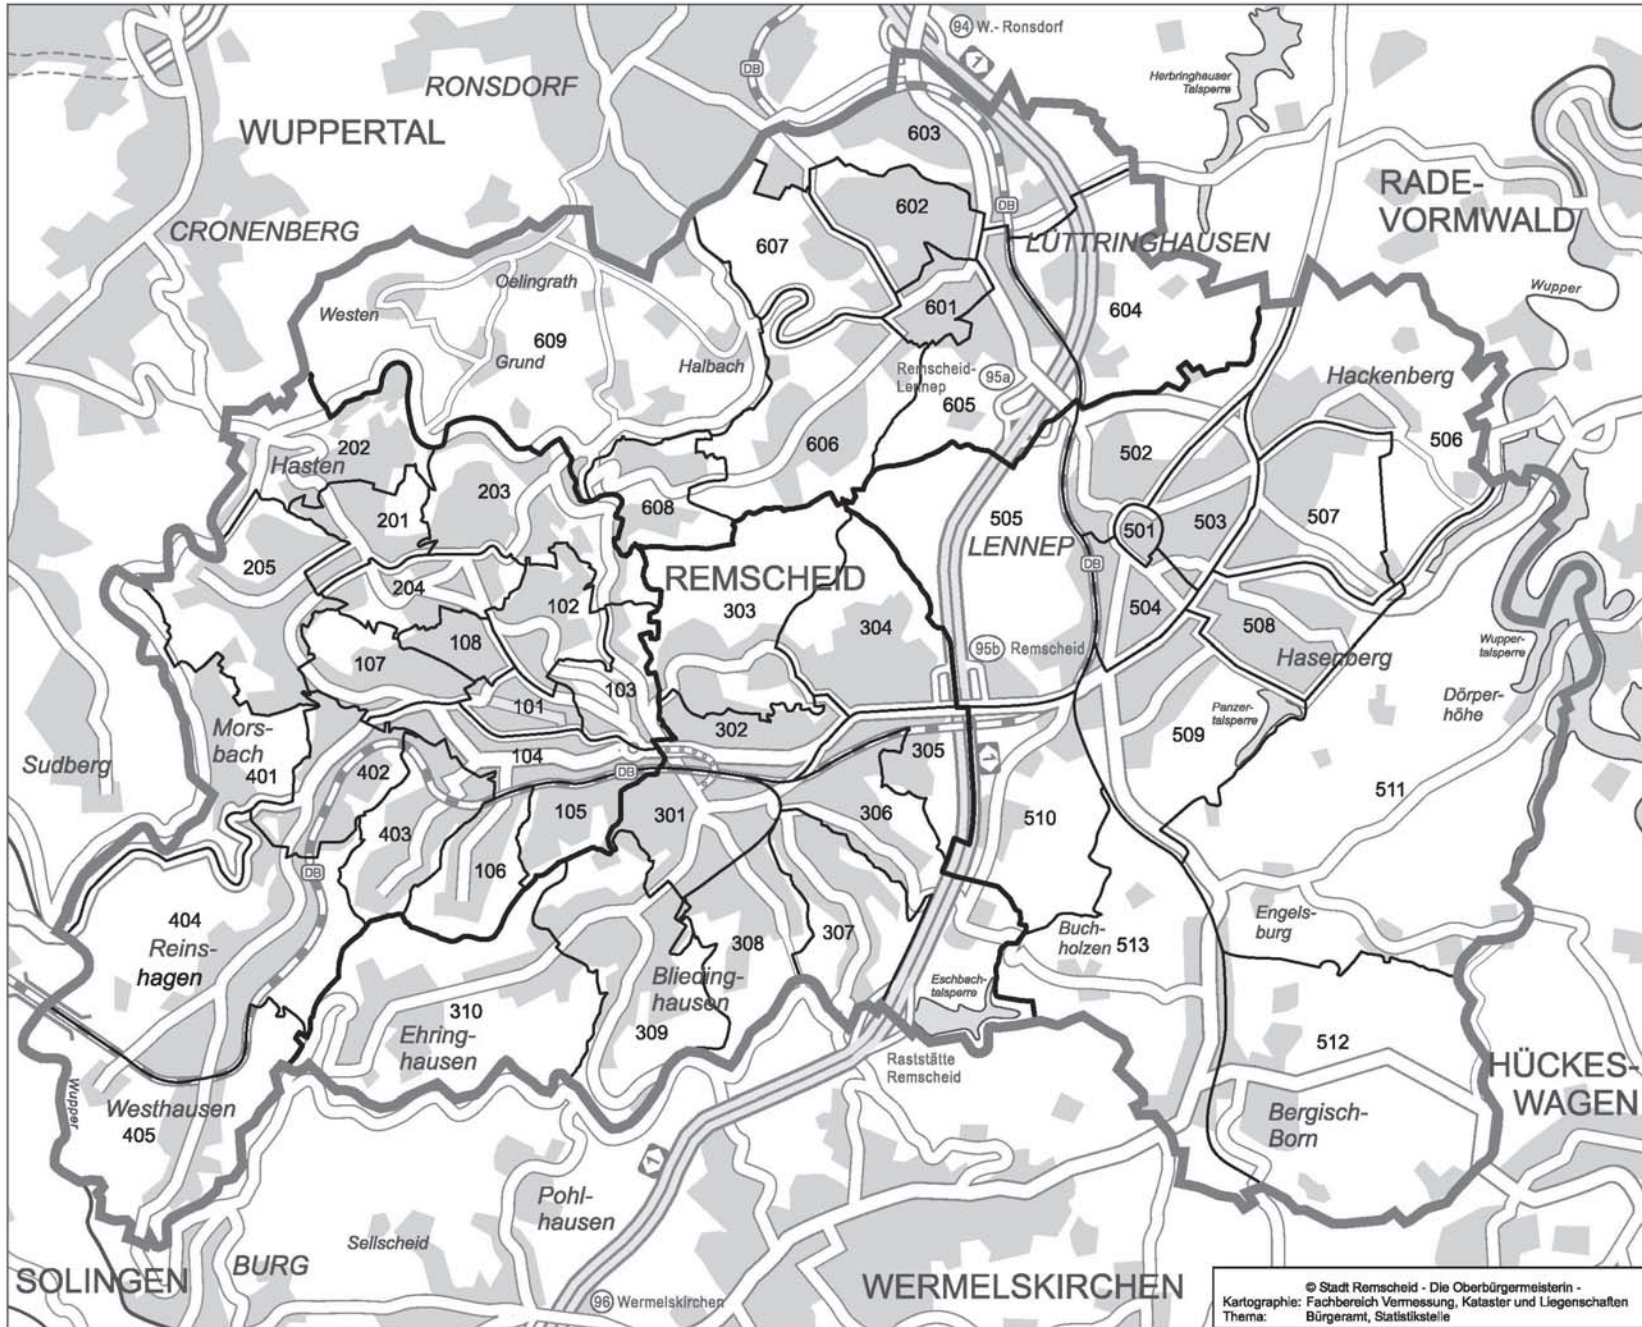 94 W.- Ronsdorf
1
DB
RONSDORF
Herbringhauser
Talsperre
WUPPERTAL
603
RADE-
VORMWALD
602
DB
CRONENBERG
607
LÜTTRINGHAUSEN
Oelingrath
Wupper
Westen
601
604
609
Grund
Halbach
Remscheid-
Lennep
95a
605
Hackenberg
202
606
502
506
Hasten
203
201
608
505
501
503
507
LENNEP
205
REMSCHEID
DB
204
102
303
304
504
508
108
107
95b Remscheid
Hasenberg
Wupper-
talsperre
103
101
302
Panzer-
talsperre
Dörper-
höhe
Mors-
bach
509
104
305
1
Sudberg
401
402
DB
511
105
301
306
510
403
106
DB
404
Reins-
hagen
308
307
Buch-
holzen
513
Engels-
burg
Blieding-
hausen
Eschbach-
talsperre
310
Ehring-
hausen
309
512
Raststätte
Remscheid
HÜCKES-
WAGEN
Wupper
Westhausen
405
Bergisch-
Born
1
Pohl-
hausen
Sellscheid
BURG
SOLINGEN
WERMELSKIRCHEN
96 Wermelskirchen
© Stadt Remscheid - Die Oberbürgermeisterin -
Kartographie: Fachbereich Vermessung, Kataster und Liegenschaften
Thema: Bürgeramt, Statistikstelle